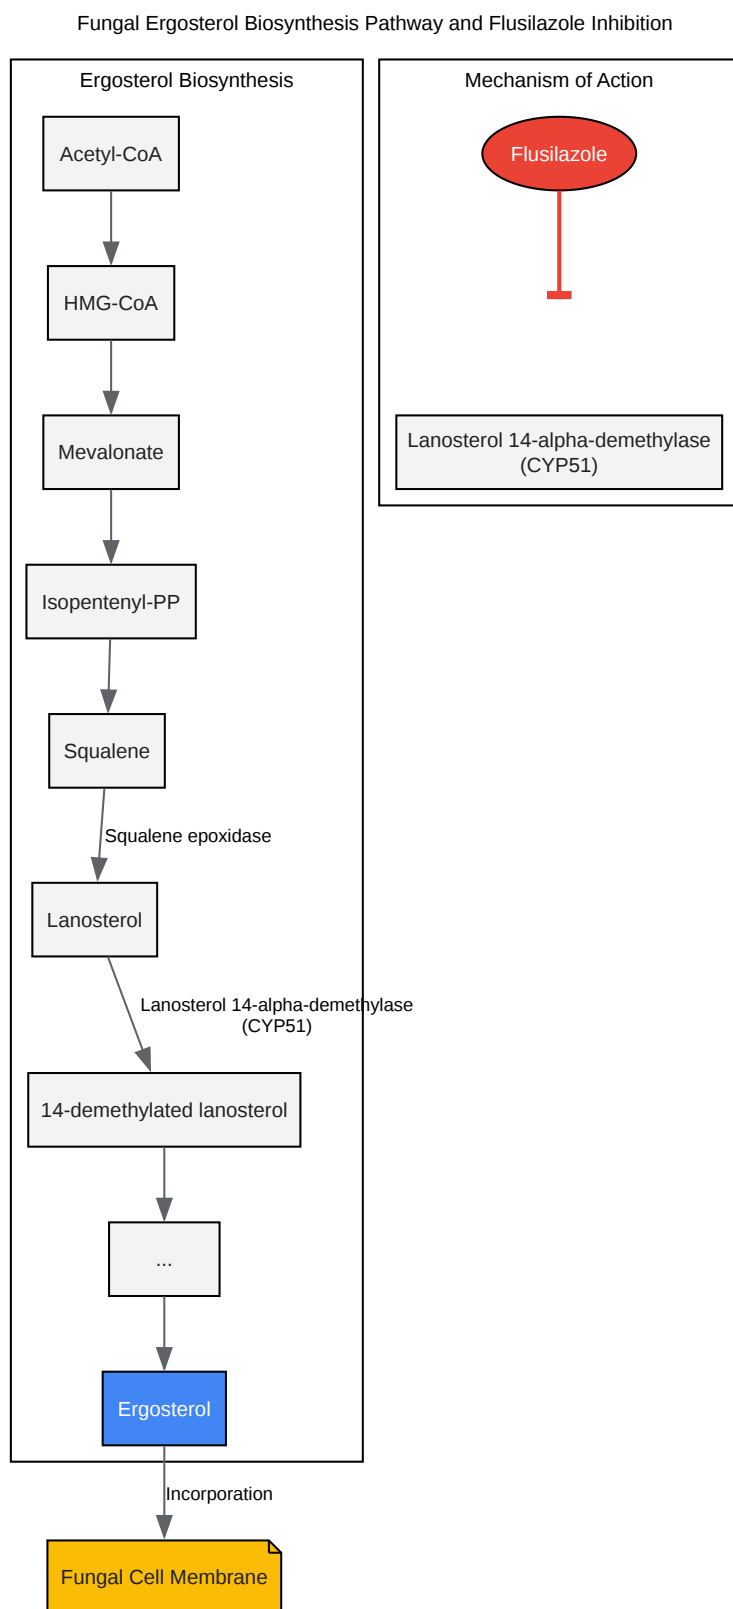 Fungal Ergosterol Biosynthesis Pathway and Flusilazole Inhibition
Ergosterol Biosynthesis
Acetyl-CoA
HMG-CoA
Mevalonate
Isopentenyl-PP
Squalene
Squalene epoxidase
Lanosterol
Lanosterol 14-alpha-demethylase
(CYP51)
14-demethylated lanosterol
...
Ergosterol
Incorporation
Fungal Cell Membrane
Mechanism of Action
Flusilazole
Lanosterol 14-alpha-demethylase
(CYP51)